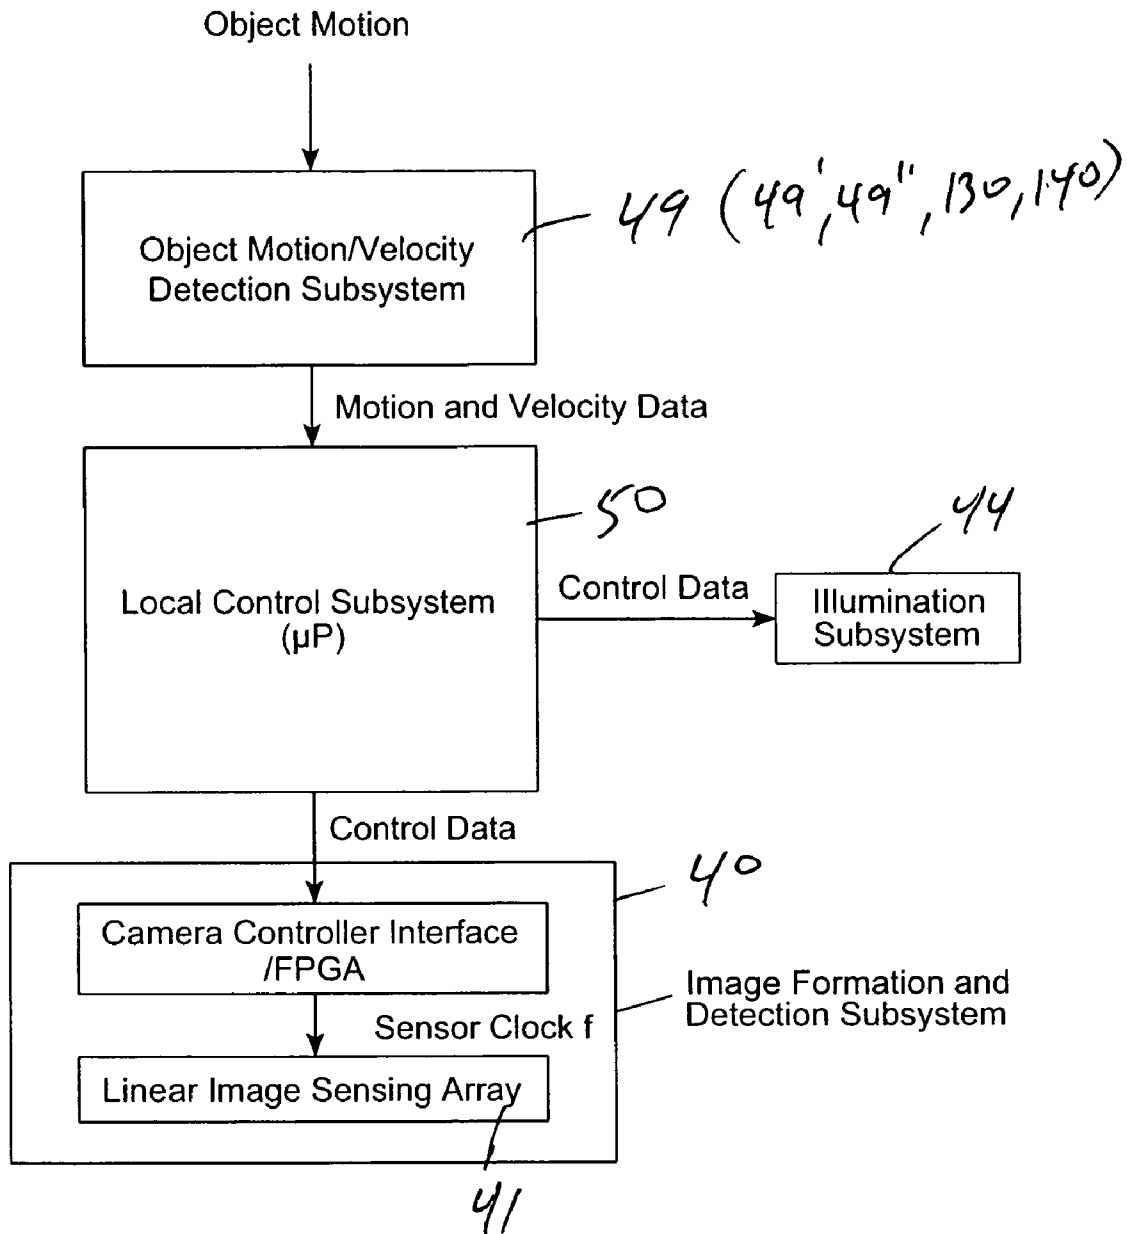 Object Motion
Object Motion/Velocity
Detection Subsystem
49 (49', 49'', 130, 140)
Motion and Velocity Data
Local Control Subsystem
(µP)
50
Control Data
44
Illumination
Subsystem
Control Data
40
Camera Controller Interface
/FPGA
Image Formation and
Detection Subsystem
Sensor Clock f
Linear Image Sensing Array
41